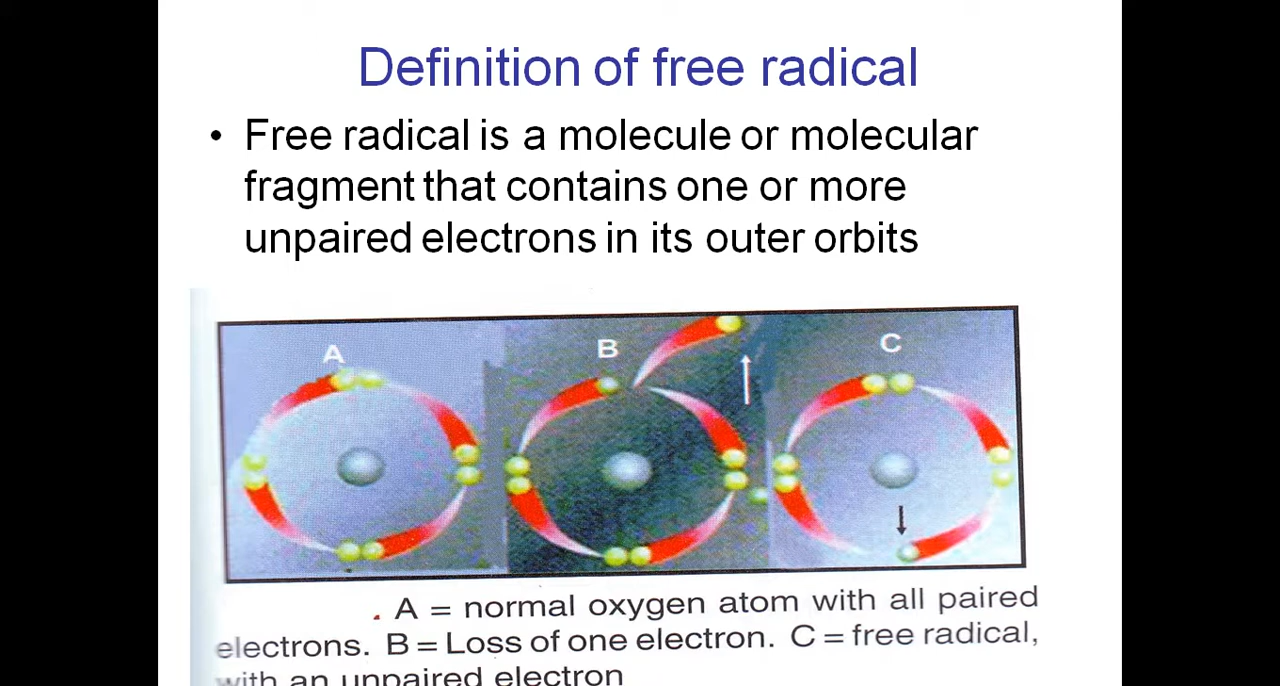 Definition of free radical
• Free radical is a molecule or molecular
fragment that contains one or more
unpaired electrons in its outer orbits
A
B
C
. A = normal oxygen atom with all paired
electrons. B = Loss of one electron. C = free radical,
with an unpaired electron